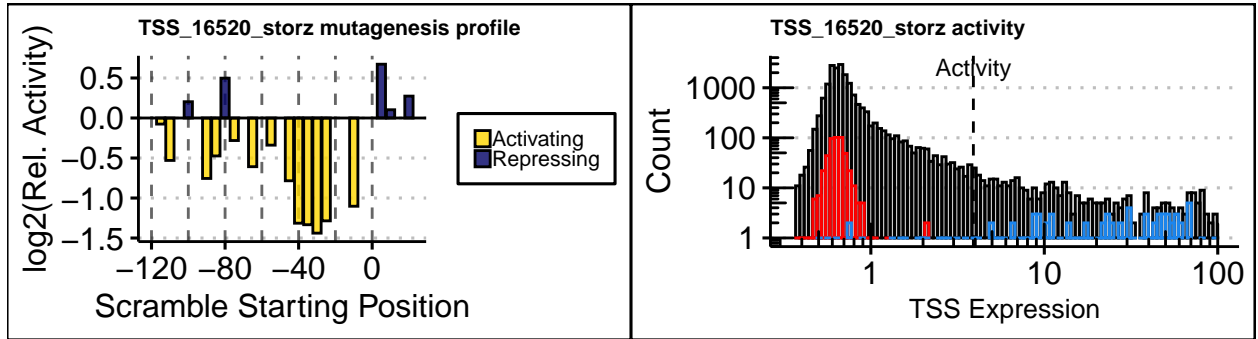 TSS_16520_storz mutagenesis profile
log2(Rel. Activity)
0.5
0.0
−0.5
−1.0
−1.5
−120 −80 −40 0
Scramble Starting Position
Activating
Repressing
TSS_16520_storz activity
Activity
Count
1000
100
10
1
1 10 100
TSS Expression